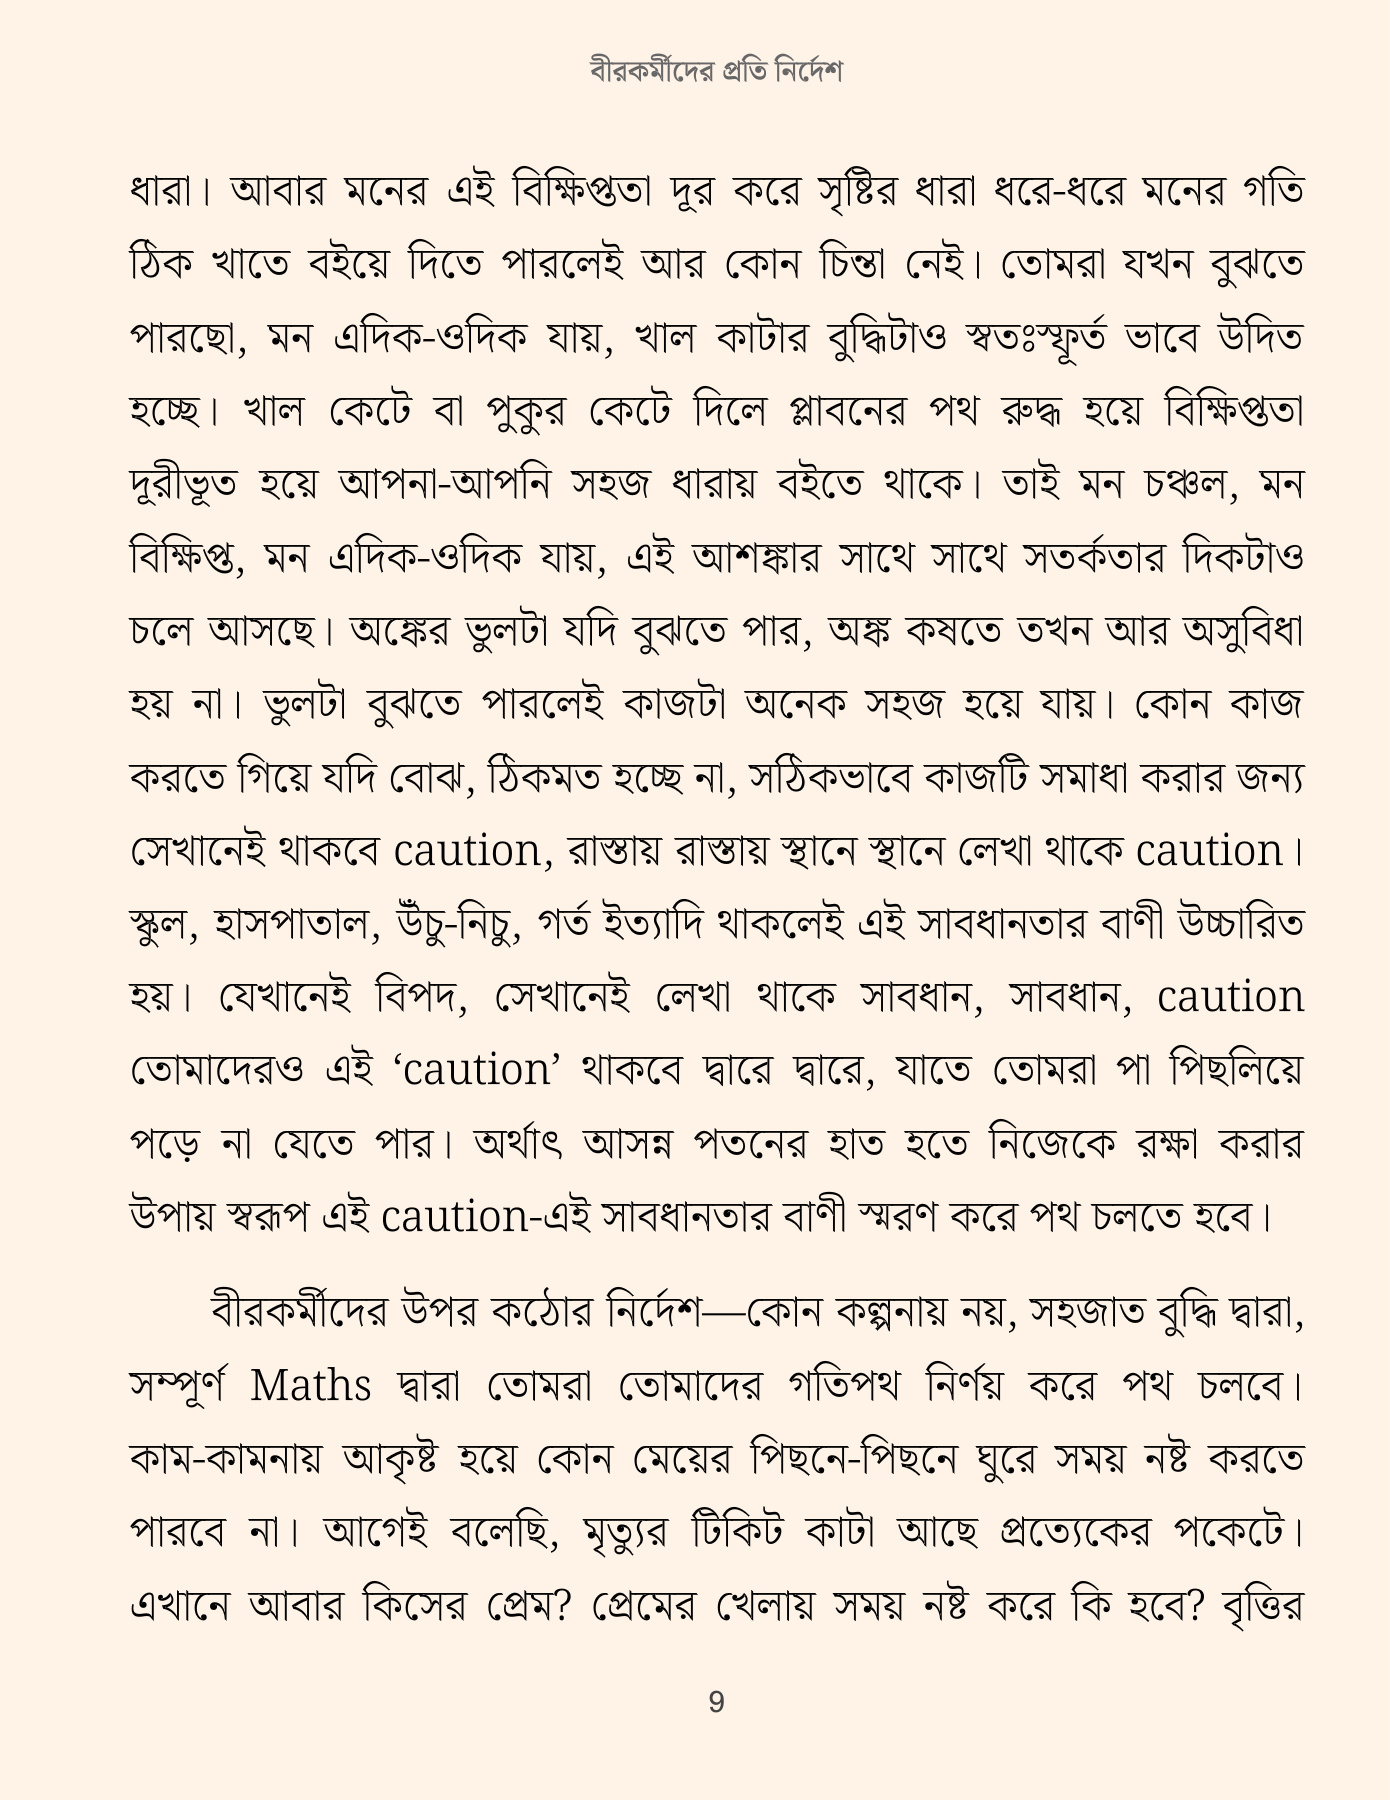 বীরকর্মীদের প্রতি নির্দেশ
ধারা। আবার মনের এই বিক্ষিপ্ততা দূর করে সৃষ্টির ধারা ধরে-ধরে মনের গতি
ঠিক খাতে বইয়ে দিতে পারলেই আর কোন চিন্তা নেই। তোমরা যখন বুঝতে
পারছো, মন এদিক-ওদিক যায়, খাল কাটার বুদ্ধিটাও স্বতঃস্ফূর্ত ভাবে উদিত
হচ্ছে। খাল কেটে বা পুকুর কেটে দিলে প্লাবনের পথ রুদ্ধ হয়ে বিক্ষিপ্ততা
দূরীভূত হয়ে আপনা-আপনি সহজ ধারায় বইতে থাকে। তাই মন চঞ্চল, মন
বিক্ষিপ্ত, মন এদিক-ওদিক যায়, এই আশঙ্কার সাথে সাথে সতর্কতার দিকটাও
চলে আসছে। অঙ্কের ভুলটা যদি বুঝতে পার, অঙ্ক কষতে তখন আর অসুবিধা
হয় না। ভুলটা বুঝতে পারলেই কাজটা অনেক সহজ হয়ে যায়। কোন কাজ
করতে গিয়ে যদি বোঝ, ঠিকমত হচ্ছে না, সঠিকভাবে কাজটি সমাধা করার জন্য
সেখানেই থাকবে caution, রাস্তায় রাস্তায় স্থানে স্থানে লেখা থাকে caution।
স্কুল, হাসপাতাল, উঁচু-নিচু, গর্ত ইত্যাদি থাকলেই এই সাবধানতার বাণী উচ্চারিত
হয়। যেখানেই বিপদ, সেখানেই লেখা থাকে সাবধান, সাবধান, caution
তোমাদেরও এই ‘caution’ থাকবে দ্বারে দ্বারে, যাতে তোমরা পা পিছলিয়ে
পড়ে না যেতে পার। অর্থাৎ আসন্ন পতনের হাত হতে নিজেকে রক্ষা করার
উপায় স্বরূপ এই caution-এই সাবধানতার বাণী স্মরণ করে পথ চলতে হবে।
বীরকর্মীদের উপর কঠোর নির্দেশ—কোন কল্পনায় নয়, সহজাত বুদ্ধি দ্বারা,
সম্পূর্ণ Maths দ্বারা তোমরা তোমাদের গতিপথ নির্ণয় করে পথ চলবে।
কাম-কামনায় আকৃষ্ট হয়ে কোন মেয়ের পিছনে-পিছনে ঘুরে সময় নষ্ট করতে
পারবে না। আগেই বলেছি, মৃত্যুর টিকিট কাটা আছে প্রত্যেকের পকেটে।
এখানে আবার কিসের প্রেম? প্রেমের খেলায় সময় নষ্ট করে কি হবে? বৃত্তির
9